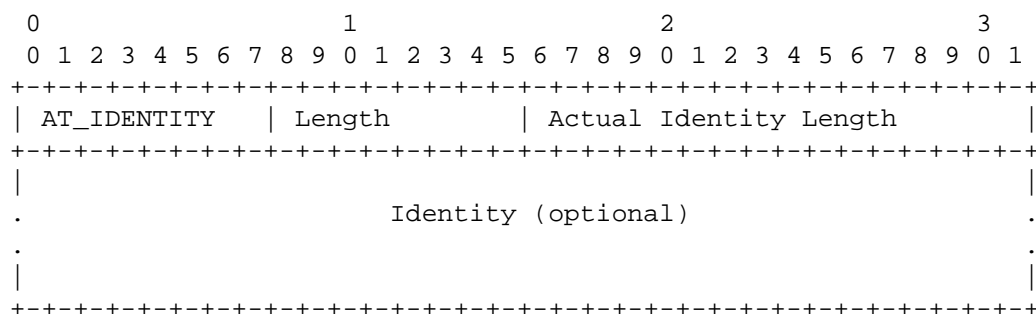 0                   1                   2                   3
 0 1 2 3 4 5 6 7 8 9 0 1 2 3 4 5 6 7 8 9 0 1 2 3 4 5 6 7 8 9 0 1
+-+-+-+-+-+-+-+-+-+-+-+-+-+-+-+-+-+-+-+-+-+-+-+-+-+-+-+-+-+-+-+-+
| AT_IDENTITY   | Length        | Actual Identity Length        |
+-+-+-+-+-+-+-+-+-+-+-+-+-+-+-+-+-+-+-+-+-+-+-+-+-+-+-+-+-+-+-+-+
|                                                               |
.                       Identity (optional)                     .
.                                                               .
|                                                               |
+-+-+-+-+-+-+-+-+-+-+-+-+-+-+-+-+-+-+-+-+-+-+-+-+-+-+-+-+-+-+-+-+